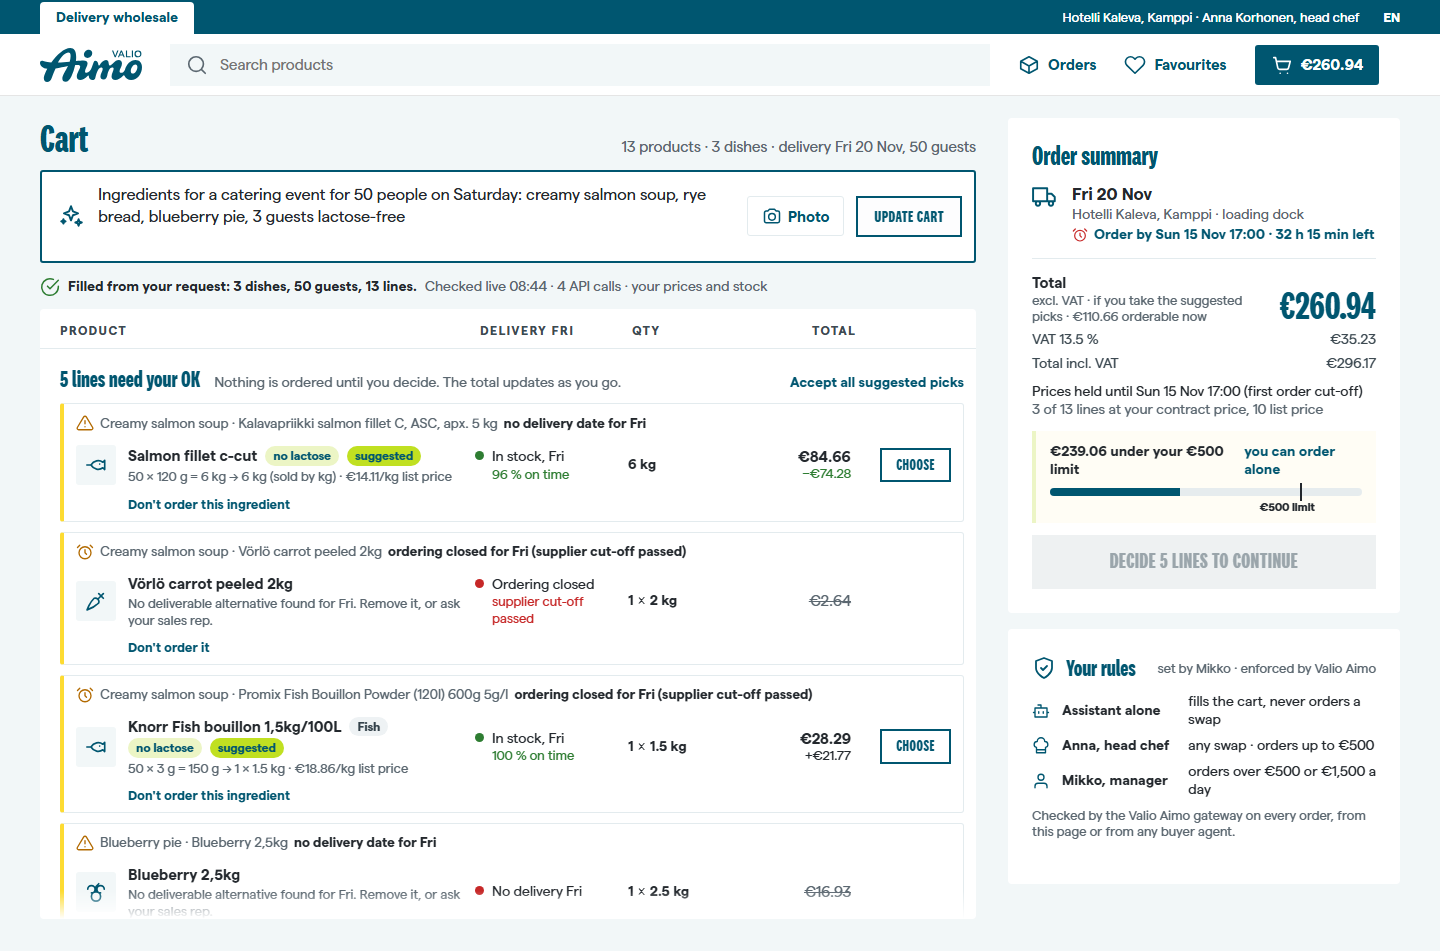 Delivery wholesale
Hotelli Kaleva, Kamppi · Anna Korhonen, head chef
EN
VALIO
Aimo
Search products
Orders
Favourites
€260.94
Cart
13 products · 3 dishes · delivery Fri 20 Nov, 50 guests
Ingredients for a catering event for 50 people on Saturday: creamy salmon soup, rye
bread, blueberry pie, 3 guests lactose-free
Photo
UPDATE CART
Filled from your request: 3 dishes, 50 guests, 13 lines. Checked live 08:44 · 4 API calls · your prices and stock
PRODUCT
DELIVERY FRI
QTY
TOTAL
5 lines need your OK
Nothing is ordered until you decide. The total updates as you go.
Accept all suggested picks
Creamy salmon soup · Kalavapriikki salmon fillet C, ASC, apx. 5 kg no delivery date for Fri
Salmon fillet c-cut
no lactose
suggested
50 × 120 g = 6 kg → 6 kg (sold by kg) · €14.11/kg list price
Don't order this ingredient
In stock, Fri
96 % on time
6 kg
€84.66
−€74.28
CHOOSE
Creamy salmon soup · Vörlö carrot peeled 2kg ordering closed for Fri (supplier cut-off passed)
Vörlö carrot peeled 2kg
No deliverable alternative found for Fri. Remove it, or ask
your sales rep.
Don't order it
Ordering closed
supplier cut-off
passed
1 × 2 kg
€2.64
Creamy salmon soup · Promix Fish Bouillon Powder (120l) 600g 5g/l ordering closed for Fri (supplier cut-off passed)
Knorr Fish bouillon 1,5kg/100L
Fish
no lactose
suggested
50 × 3 g = 150 g → 1 × 1.5 kg · €18.86/kg list price
Don't order this ingredient
In stock, Fri
100 % on time
1 × 1.5 kg
€28.29
+€21.77
CHOOSE
Blueberry pie · Blueberry 2,5kg no delivery date for Fri
Blueberry 2,5kg
No deliverable alternative found for Fri. Remove it, or ask
your sales rep.
No delivery Fri
1 × 2.5 kg
€16.93
Order summary
Fri 20 Nov
Hotelli Kaleva, Kamppi · loading dock
Order by Sun 15 Nov 17:00 · 32 h 15 min left
Total
excl. VAT · if you take the suggested
picks · €110.66 orderable now
€260.94
VAT 13.5 %
€35.23
Total incl. VAT
€296.17
Prices held until Sun 15 Nov 17:00 (first order cut-off)
3 of 13 lines at your contract price, 10 list price
€239.06 under your €500
limit
you can order
alone
€500 limit
DECIDE 5 LINES TO CONTINUE
Your rules
set by Mikko · enforced by Valio Aimo
Assistant alone
fills the cart, never orders a
swap
Anna, head chef
any swap · orders up to €500
Mikko, manager
orders over €500 or €1,500 a
day
Checked by the Valio Aimo gateway on every order, from
this page or from any buyer agent.